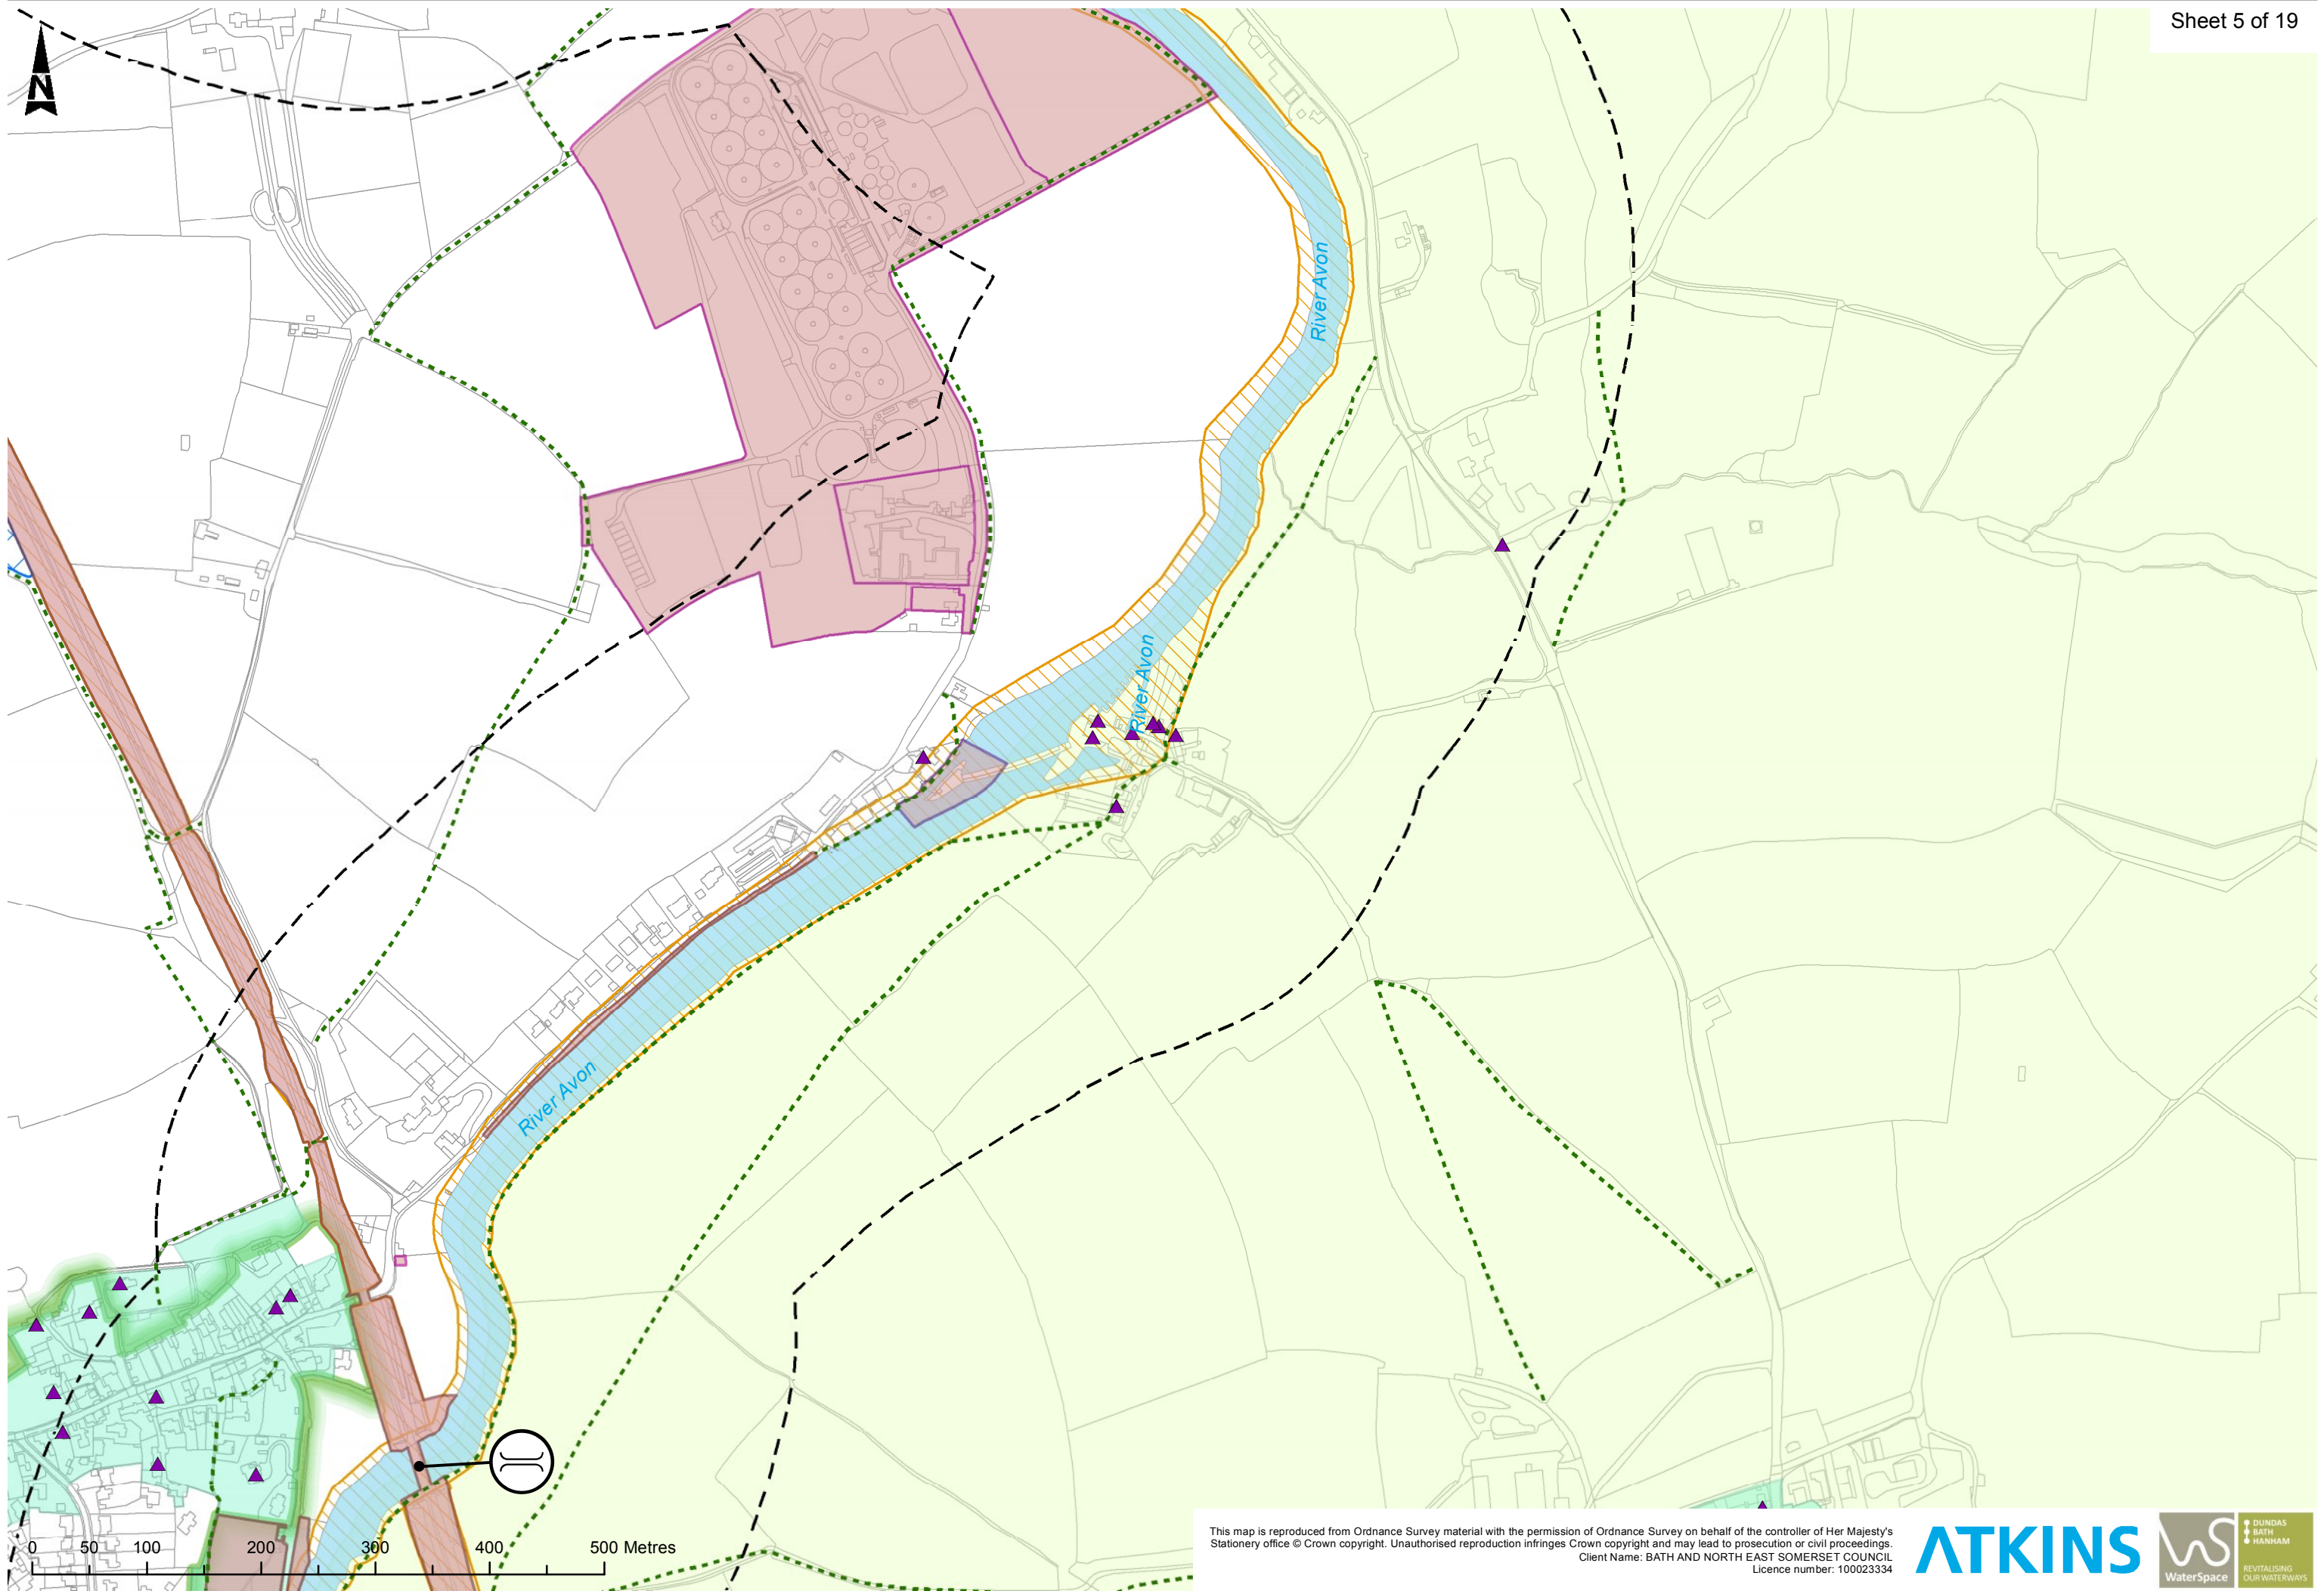 Sheet 5 of 19
N
River Avon
River Avon
River Avon
0 50 100 200 300 400 500 Metres
This map is reproduced from Ordnance Survey material with the permission of Ordnance Survey on behalf of the controller of Her Majesty's
Stationery office © Crown copyright. Unauthorised reproduction infringes Crown copyright and may lead to prosecution or civil proceedings.
Client Name: BATH AND NORTH EAST SOMERSET COUNCIL
Licence number: 100023334
ATKINS
WS
WaterSpace
DUNDAS
BATH
HANHAM
REVITALISING
OUR WATERWAYS